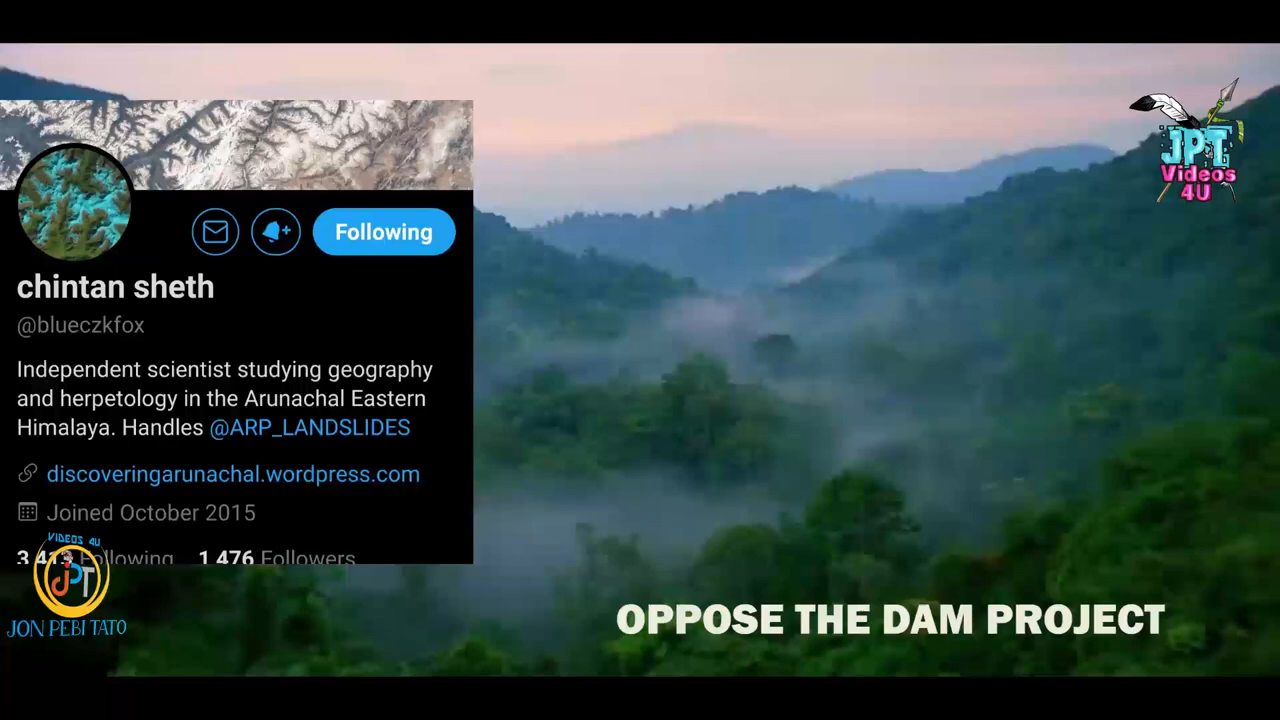 JPT
Videos
4U
Following
chintan sheth
@blueczkfox
Independent scientist studying geography
and herpetology in the Arunachal Eastern
Himalaya. Handles @ARP_LANDSLIDES
discoveringarunachal.wordpress.com
Joined October 2015
Following 1,476 Followers
VIDEOS 4U
JPT
JON PEBI TATO
OPPOSE THE DAM PROJECT